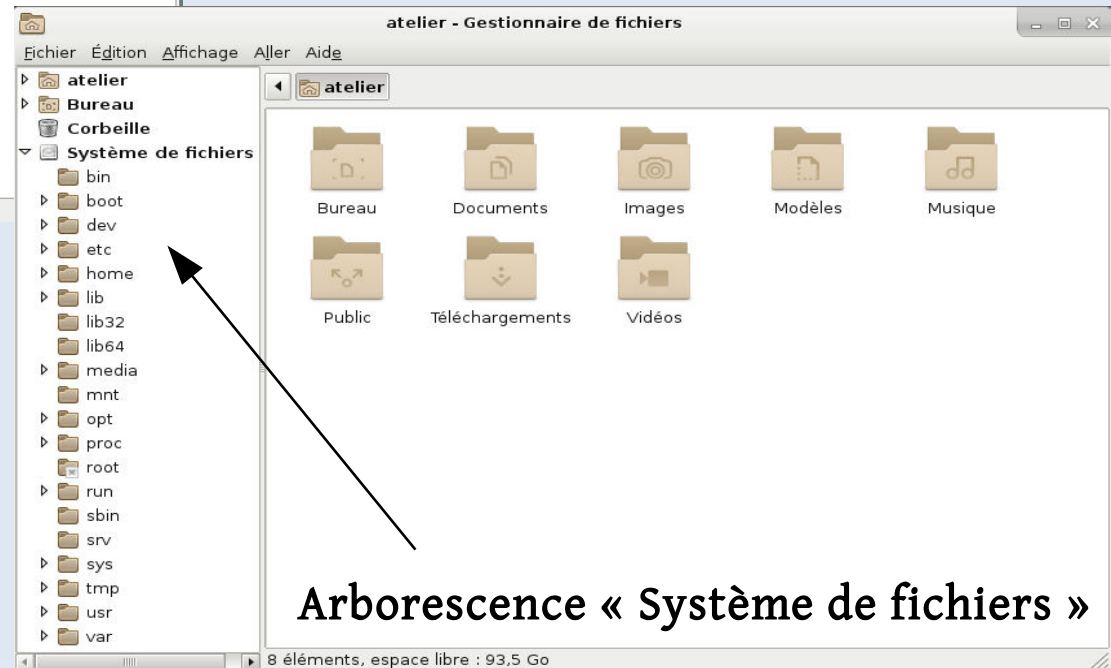 atelier - Gestionnaire de fichiers
Fichier Édition Affichage Aller Aide
atelier
Bureau
Corbeille
Système de fichiers
bin
boot
dev
etc
home
lib
lib32
lib64
media
mnt
opt
proc
root
run
sbin
srv
sys
tmp
usr
var
atelier
Bureau Documents Images Modèles Musique
Public Téléchargements Vidéos
Arborescence « Système de fichiers »
8 éléments, espace libre : 93,5 Go